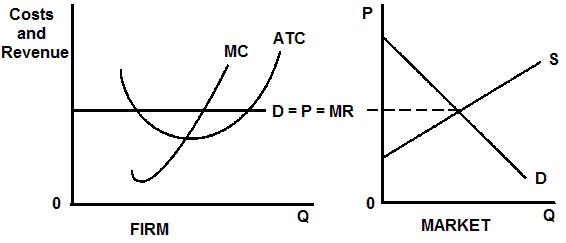 Costs
and
Revenue
MC
ATC
D = P = MR
0
Q
FIRM
P
S
D
0
Q
MARKET